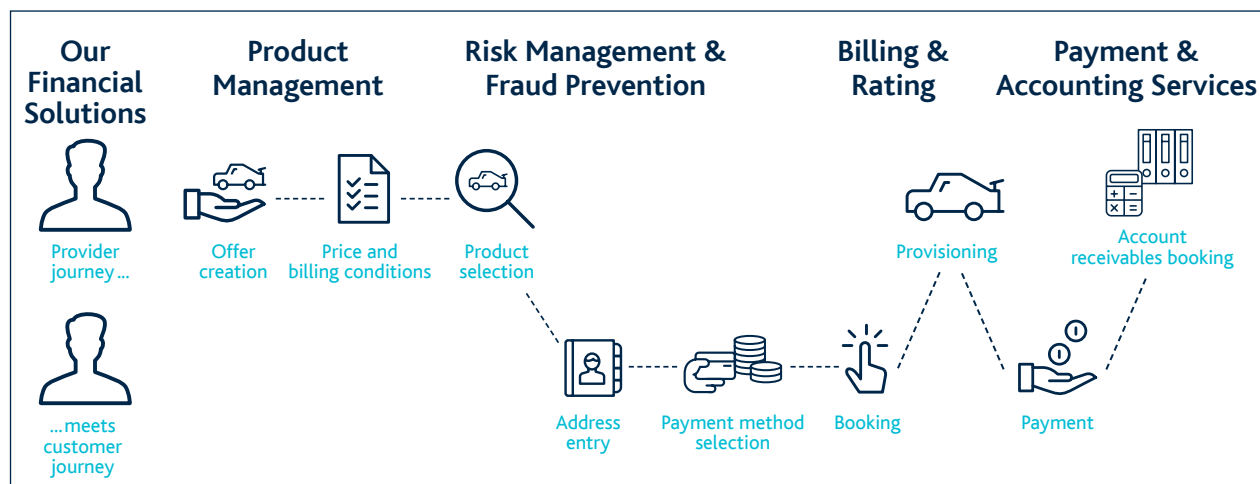 Our
Financial
Solutions
Product
Management
Risk Management &
Fraud Prevention
Billing &
Rating
Payment &
Accounting Services
Provider
journey ...
Offer
creation
Price and
billing conditions
Product
selection
Provisioning
Account
receivables booking
...meets
customer
journey
Address
entry
Payment method
selection
Booking
Payment